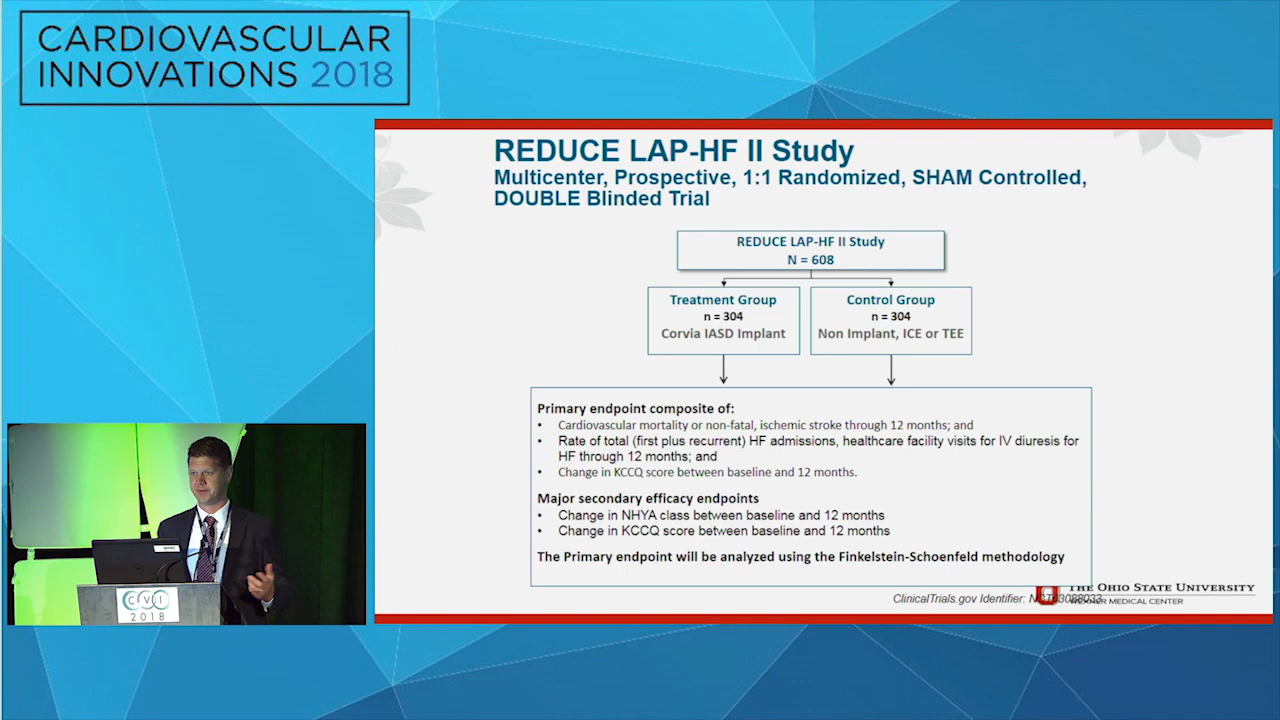 CARDIOVASCULAR
INNOVATIONS 2018
REDUCE LAP-HF II Study
Multicenter, Prospective, 1:1 Randomized, SHAM Controlled,
DOUBLE Blinded Trial
REDUCE LAP-HF II Study
N = 608
Treatment Group
n = 304
Corvia IASD Implant
Control Group
n = 304
Non Implant, ICE or TEE
Primary endpoint composite of:
• Cardiovascular mortality or non-fatal, ischemic stroke through 12 months; and
• Rate of total (first plus recurrent) HF admissions, healthcare facility visits for IV diuresis for
HF through 12 months; and
• Change in KCCQ score between baseline and 12 months.
Major secondary efficacy endpoints
• Change in NHYA class between baseline and 12 months
• Change in KCCQ score between baseline and 12 months
The Primary endpoint will be analyzed using the Finkelstein-Schoenfeld methodology
THE OHIO STATE UNIVERSITY
WEXNER MEDICAL CENTER
ClinicalTrials.gov Identifier: NCT03088033
CVI
2018